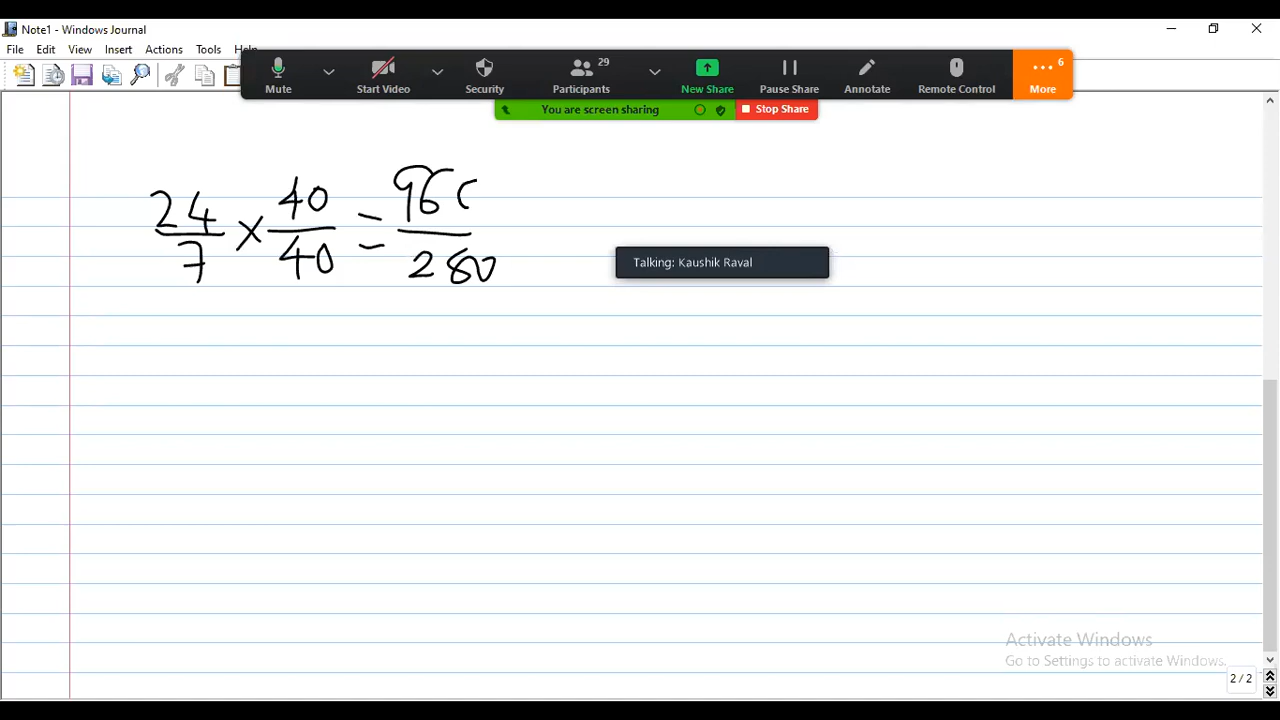 Note1 - Windows Journal
File Edit View Insert Actions Tools Help
Mute Start Video Security 29 Participants New Share Pause Share Annotate Remote Control 6 More
You are screen sharing Stop Share
24/7 × 40/40 = 960/280
Talking: Kaushik Raval
Activate Windows
Go to Settings to activate Windows.
2 / 2